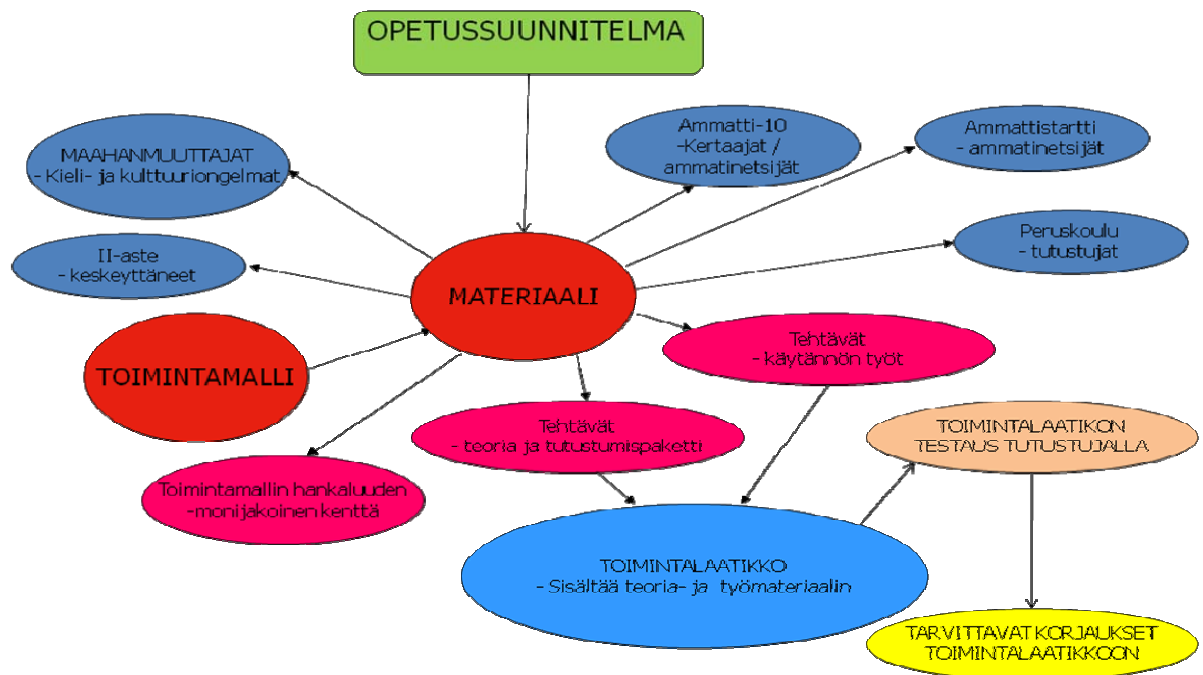 OPETUSSUUNNITELMA
MAAHANMUUTTAJAT
- Kieli- ja kulttuuriongelmat
Ammatti-10
-Kertaajat /
ammatinetsijät
Ammattistartti
- ammatinetsijät
II-aste
- keskeyttäneet
Peruskoulu
- tutustujat
MATERIAALI
TOIMINTAMALLI
Tehtävät
- käytännön työt
Tehtävät
- teoria ja tutustumispaketti
TOIMINTALAATIKON
TESTAUS TUTUSTUJALLA
Toimintamallin hankaluuden
-monijakoinen kenttä
TOIMINTALAATIKKO
- Sisältää teoria- ja työmateriaalin
TARVITTAVAT KORJAUKSET
TOIMINTALAATIKKOON